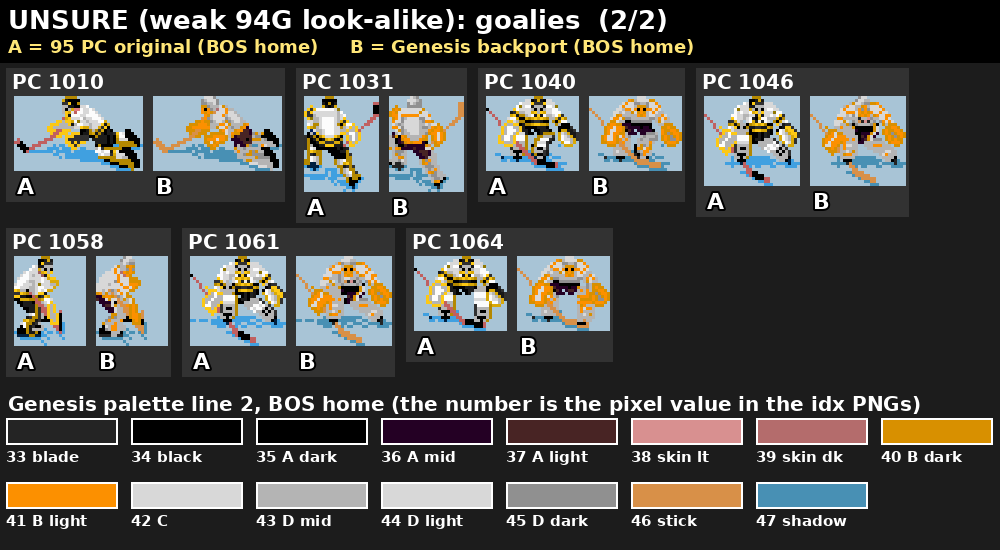 UNSURE (weak 94G look-alike): goalies (2/2)
A = 95 PC original (BOS home) B = Genesis backport (BOS home)
PC 1010 PC 1031 PC 1040 PC 1046
A B A B A B A B
PC 1058 PC 1061 PC 1064
A B A B A B
Genesis palette line 2, BOS home (the number is the pixel value in the idx PNGs)
33 blade 34 black 35 A dark 36 A mid 37 A light 38 skin lt 39 skin dk 40 B dark
41 B light 42 C 43 D mid 44 D light 45 D dark 46 stick 47 shadow